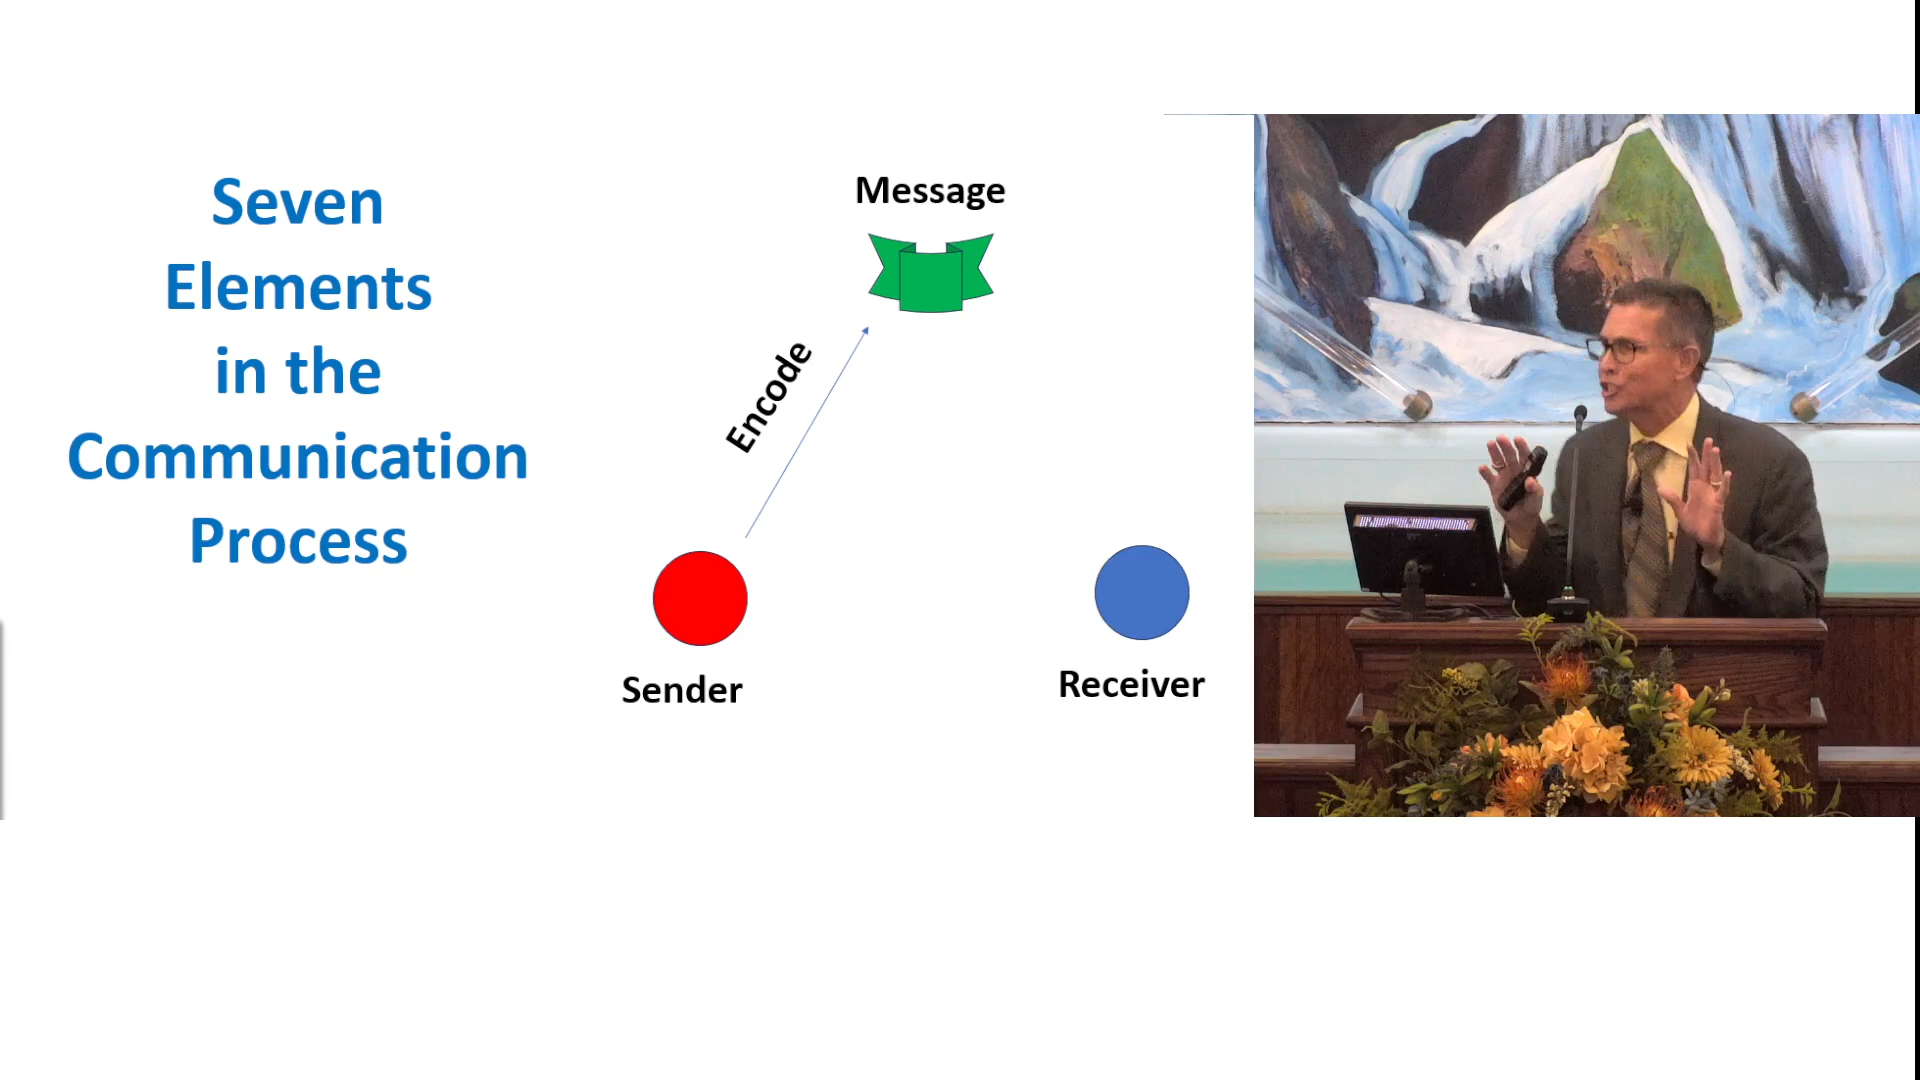 Seven
Elements
in the
Communication
Process
Message
Encode
Sender
Receiver